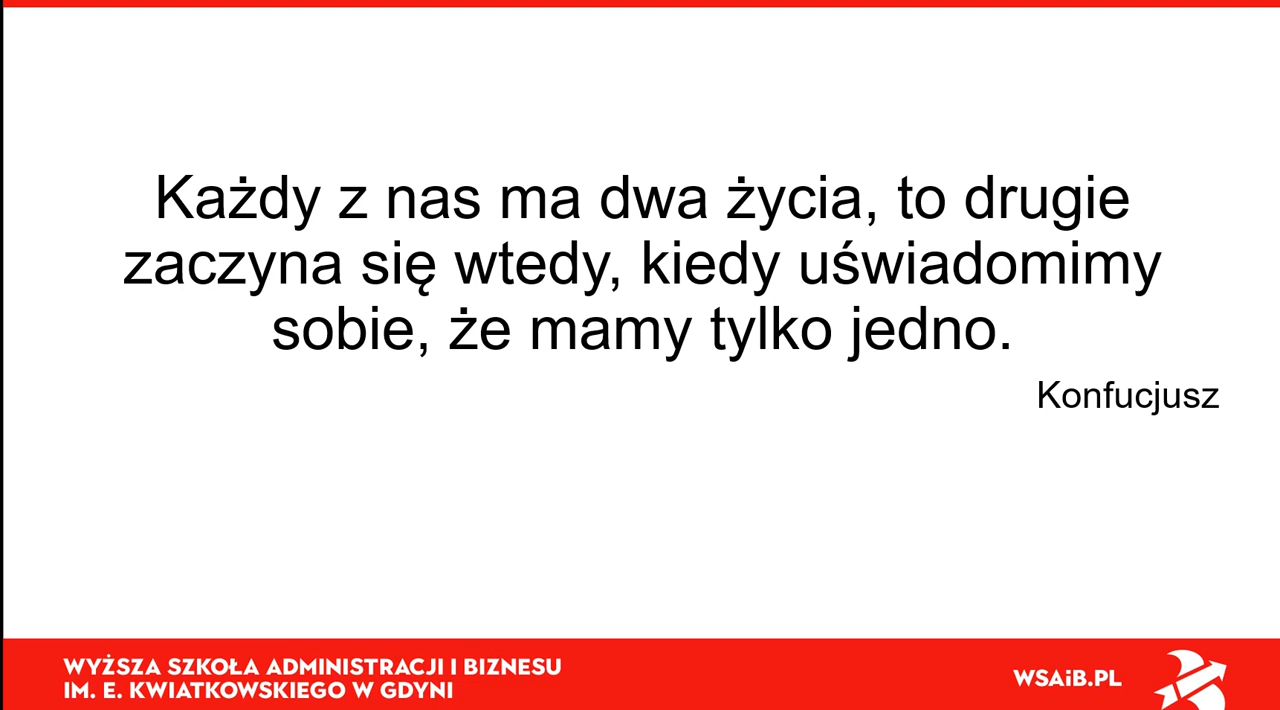 Każdy z nas ma dwa życia, to drugie
zaczyna się wtedy, kiedy uświadomimy
sobie, że mamy tylko jedno.
Konfucjusz
WYŻSZA SZKOŁA ADMINISTRACJI I BIZNESU
IM. E. KWIATKOWSKIEGO W GDYNI
WSAiB.PL